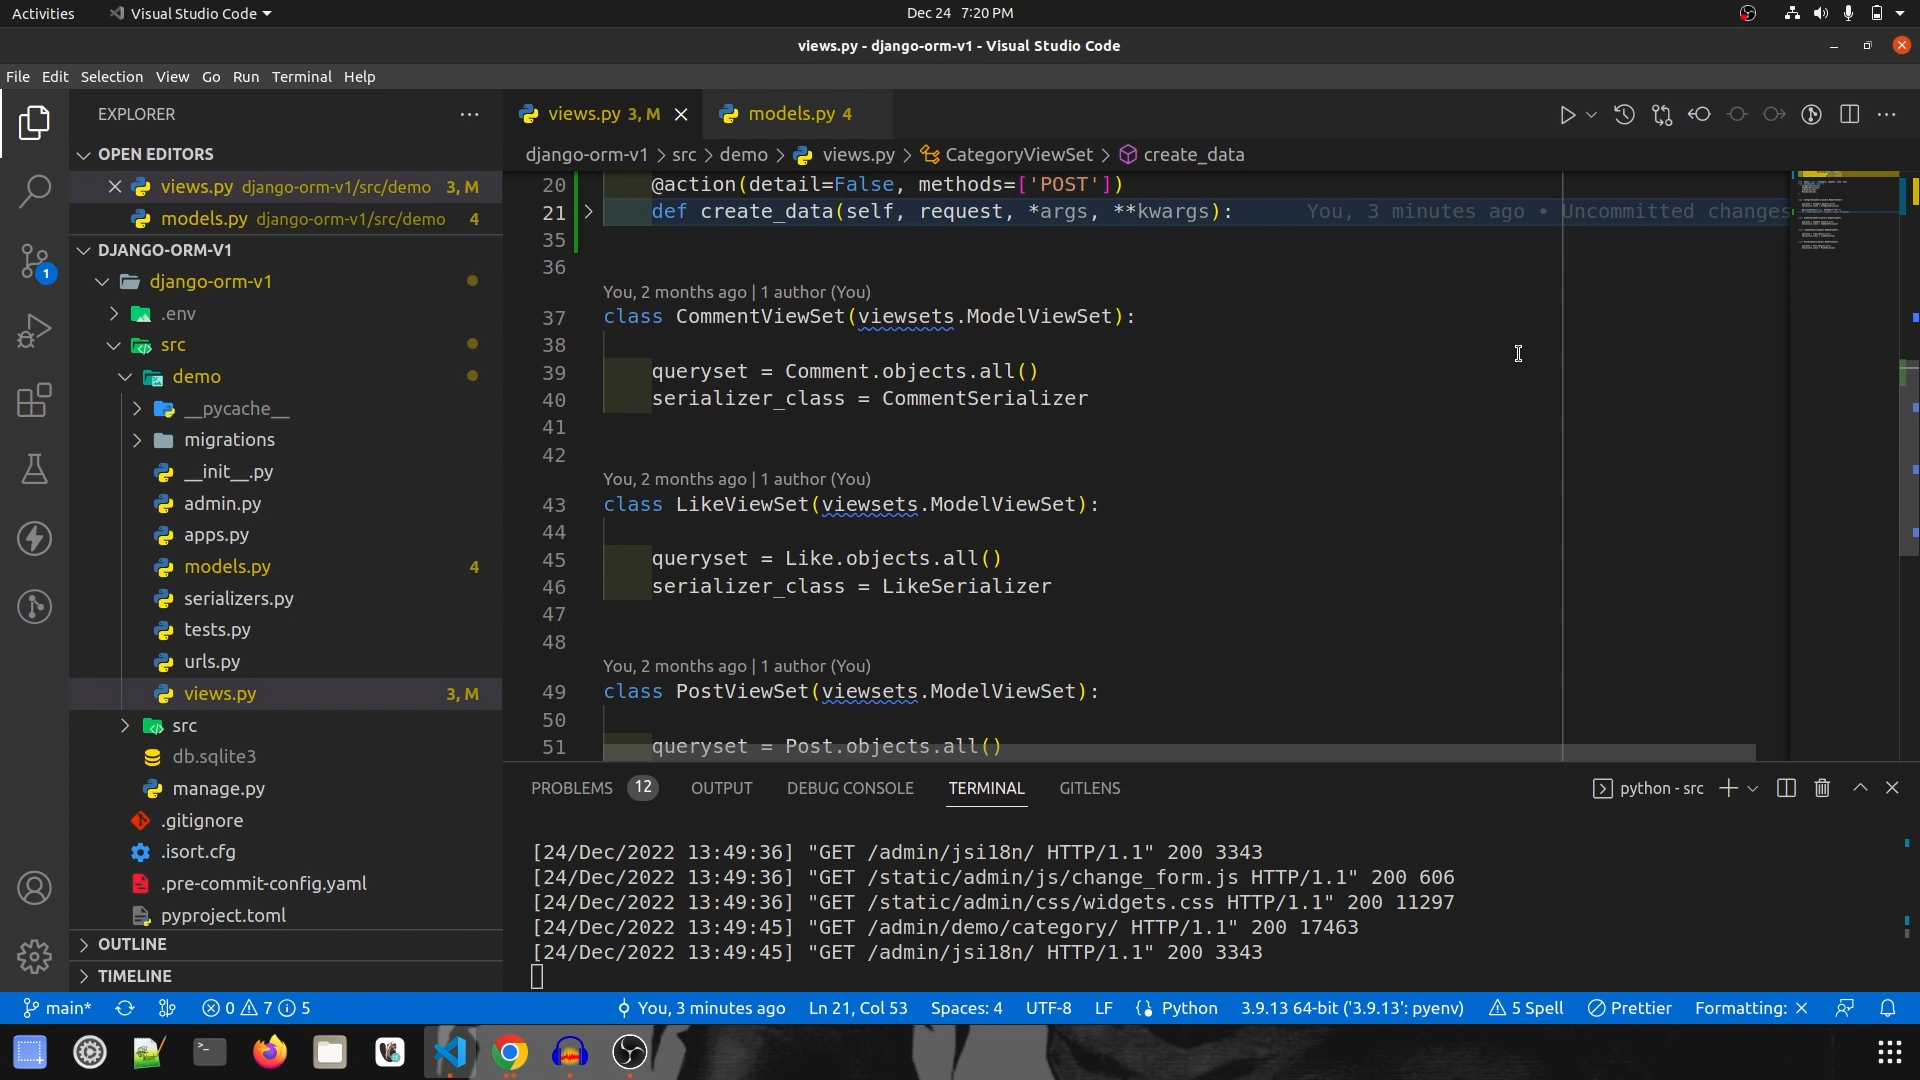 Activities
Visual Studio Code
Dec 24 7:20 PM
views.py - django-orm-v1 - Visual Studio Code
File Edit Selection View Go Run Terminal Help
EXPLORER
OPEN EDITORS
views.py django-orm-v1/src/demo 3, M
models.py django-orm-v1/src/demo 4
DJANGO-ORM-V1
django-orm-v1
.env
src
demo
__pycache__
migrations
__init__.py
admin.py
apps.py
models.py 4
serializers.py
tests.py
urls.py
views.py 3, M
src
db.sqlite3
manage.py
.gitignore
.isort.cfg
.pre-commit-config.yaml
pyproject.toml
OUTLINE
TIMELINE
1
views.py 3, M
models.py 4
django-orm-v1 > src > demo > views.py > CategoryViewSet > create_data
20 @action(detail=False, methods=['POST'])
21 def create_data(self, request, *args, **kwargs): You, 3 minutes ago • Uncommitted changes
35
36
You, 2 months ago | 1 author (You)
37 class CommentViewSet(viewsets.ModelViewSet):
38
39 queryset = Comment.objects.all()
40 serializer_class = CommentSerializer
41
42
You, 2 months ago | 1 author (You)
43 class LikeViewSet(viewsets.ModelViewSet):
44
45 queryset = Like.objects.all()
46 serializer_class = LikeSerializer
47
48
You, 2 months ago | 1 author (You)
49 class PostViewSet(viewsets.ModelViewSet):
50
51 queryset = Post.objects.all()
PROBLEMS 12 OUTPUT DEBUG CONSOLE TERMINAL GITLENS
python - src
[24/Dec/2022 13:49:36] "GET /admin/jsi18n/ HTTP/1.1" 200 3343
[24/Dec/2022 13:49:36] "GET /static/admin/js/change_form.js HTTP/1.1" 200 606
[24/Dec/2022 13:49:36] "GET /static/admin/css/widgets.css HTTP/1.1" 200 11297
[24/Dec/2022 13:49:45] "GET /admin/demo/category/ HTTP/1.1" 200 17463
[24/Dec/2022 13:49:45] "GET /admin/jsi18n/ HTTP/1.1" 200 3343
main* 0 7 5 You, 3 minutes ago Ln 21, Col 53 Spaces: 4 UTF-8 LF Python 3.9.13 64-bit ('3.9.13': pyenv) 5 Spell Prettier Formatting: ×